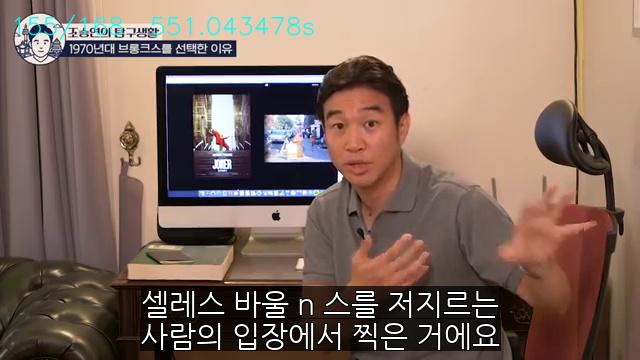 155/168, 551.043484s
조승연의 탐구생활
1970년대 브롱크스를 선택한 이유
JOKER
셀레스 바울 n 스를 저지르는
사람의 입장에서 찍은 거에요